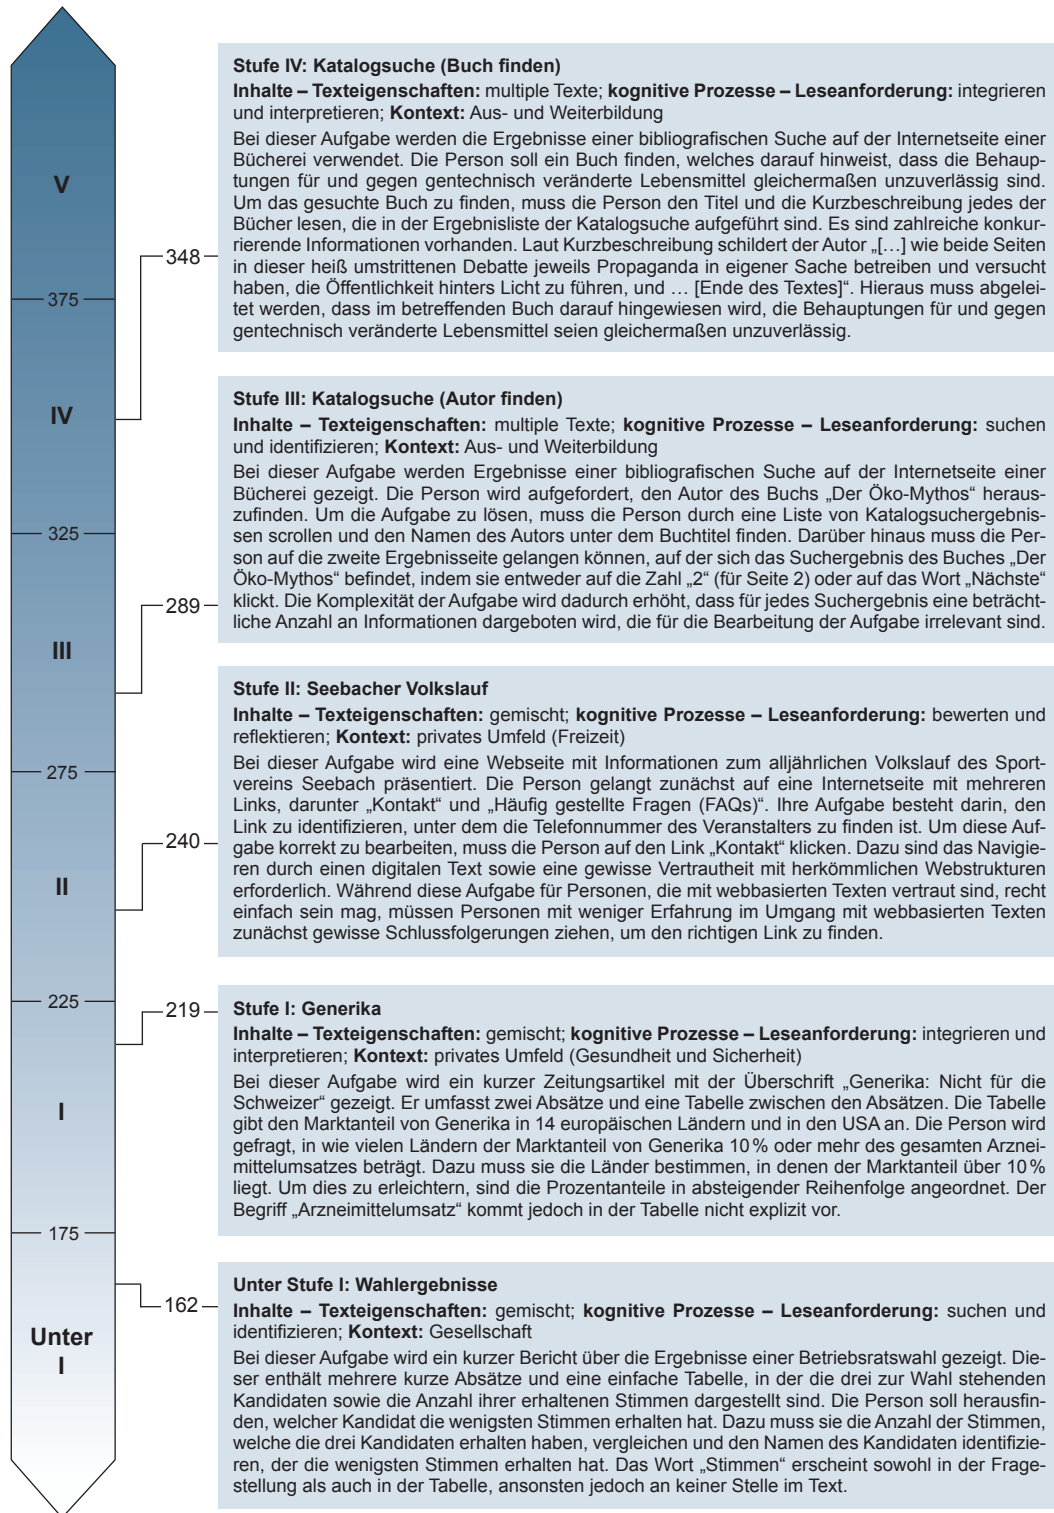 Stufe IV: Katalogsuche (Buch finden)
Inhalte – Texteigenschaften: multiple Texte; kognitive Prozesse – Leseanforderung: integrieren
und interpretieren; Kontext: Aus- und Weiterbildung
Bei dieser Aufgabe werden die Ergebnisse einer bibliografischen Suche auf der Internetseite einer
Bücherei verwendet. Die Person soll ein Buch finden, welches darauf hinweist, dass die Behaup-
tungen für und gegen gentechnisch veränderte Lebensmittel gleichermaßen unzuverlässig sind.
Um das gesuchte Buch zu finden, muss die Person den Titel und die Kurzbeschreibung jedes der
Bücher lesen, die in der Ergebnisliste der Katalogsuche aufgeführt sind. Es sind zahlreiche konkur-
rierende Informationen vorhanden. Laut Kurzbeschreibung schildert der Autor „[…] wie beide Seiten
in dieser heiß umstrittenen Debatte jeweils Propaganda in eigener Sache betreiben und versucht
haben, die Öffentlichkeit hinters Licht zu führen, und … [Ende des Textes]“. Hieraus muss abgelei-
tet werden, dass im betreffenden Buch darauf hingewiesen wird, die Behauptungen für und gegen
gentechnisch veränderte Lebensmittel seien gleichermaßen unzuverlässig.
V
348
375
Stufe III: Katalogsuche (Autor finden)
Inhalte – Texteigenschaften: multiple Texte; kognitive Prozesse – Leseanforderung: suchen
und identifizieren; Kontext: Aus- und Weiterbildung
Bei dieser Aufgabe werden Ergebnisse einer bibliografischen Suche auf der Internetseite einer
Bücherei gezeigt. Die Person wird aufgefordert, den Autor des Buchs „Der Öko-Mythos“ heraus-
zufinden. Um die Aufgabe zu lösen, muss die Person durch eine Liste von Katalogsuchergebnis-
sen scrollen und den Namen des Autors unter dem Buchtitel finden. Darüber hinaus muss die Per-
son auf die zweite Ergebnisseite gelangen können, auf der sich das Suchergebnis des Buches „Der
Öko-Mythos“ befindet, indem sie entweder auf die Zahl „2“ (für Seite 2) oder auf das Wort „Nächste“
klickt. Die Komplexität der Aufgabe wird dadurch erhöht, dass für jedes Suchergebnis eine beträcht-
liche Anzahl an Informationen dargeboten wird, die für die Bearbeitung der Aufgabe irrelevant sind.
IV
325
289
III
Stufe II: Seebacher Volkslauf
Inhalte – Texteigenschaften: gemischt; kognitive Prozesse – Leseanforderung: bewerten und
reflektieren; Kontext: privates Umfeld (Freizeit)
Bei dieser Aufgabe wird eine Webseite mit Informationen zum alljährlichen Volkslauf des Sport-
vereins Seebach präsentiert. Die Person gelangt zunächst auf eine Internetseite mit mehreren
Links, darunter „Kontakt“ und „Häufig gestellte Fragen (FAQs)“. Ihre Aufgabe besteht darin, den
Link zu identifizieren, unter dem die Telefonnummer des Veranstalters zu finden ist. Um diese Auf-
gabe korrekt zu bearbeiten, muss die Person auf den Link „Kontakt“ klicken. Dazu sind das Navigie-
ren durch einen digitalen Text sowie eine gewisse Vertrautheit mit herkömmlichen Webstrukturen
erforderlich. Während diese Aufgabe für Personen, die mit webbasierten Texten vertraut sind, recht
einfach sein mag, müssen Personen mit weniger Erfahrung im Umgang mit webbasierten Texten
zunächst gewisse Schlussfolgerungen ziehen, um den richtigen Link zu finden.
275
240
II
225
219
Stufe I: Generika
Inhalte – Texteigenschaften: gemischt; kognitive Prozesse – Leseanforderung: integrieren und
interpretieren; Kontext: privates Umfeld (Gesundheit und Sicherheit)
Bei dieser Aufgabe wird ein kurzer Zeitungsartikel mit der Überschrift „Generika: Nicht für die
Schweizer“ gezeigt. Er umfasst zwei Absätze und eine Tabelle zwischen den Absätzen. Die Tabelle
gibt den Marktanteil von Generika in 14 europäischen Ländern und in den USA an. Die Person wird
gefragt, in wie vielen Ländern der Marktanteil von Generika 10 % oder mehr des gesamten Arznei-
mittelumsatzes beträgt. Dazu muss sie die Länder bestimmen, in denen der Marktanteil über 10 %
liegt. Um dies zu erleichtern, sind die Prozentanteile in absteigender Reihenfolge angeordnet. Der
Begriff „Arzneimittelumsatz“ kommt jedoch in der Tabelle nicht explizit vor.
I
175
162
Unter Stufe I: Wahlergebnisse
Inhalte – Texteigenschaften: gemischt; kognitive Prozesse – Leseanforderung: suchen und
identifizieren; Kontext: Gesellschaft
Bei dieser Aufgabe wird ein kurzer Bericht über die Ergebnisse einer Betriebsratswahl gezeigt. Die-
ser enthält mehrere kurze Absätze und eine einfache Tabelle, in der die drei zur Wahl stehenden
Kandidaten sowie die Anzahl ihrer erhaltenen Stimmen dargestellt sind. Die Person soll herausfin-
den, welcher Kandidat die wenigsten Stimmen erhalten hat. Dazu muss sie die Anzahl der Stimmen,
welche die drei Kandidaten erhalten haben, vergleichen und den Namen des Kandidaten identifizie-
ren, der die wenigsten Stimmen erhalten hat. Das Wort „Stimmen“ erscheint sowohl in der Frage-
stellung als auch in der Tabelle, ansonsten jedoch an keiner Stelle im Text.
Unter
I